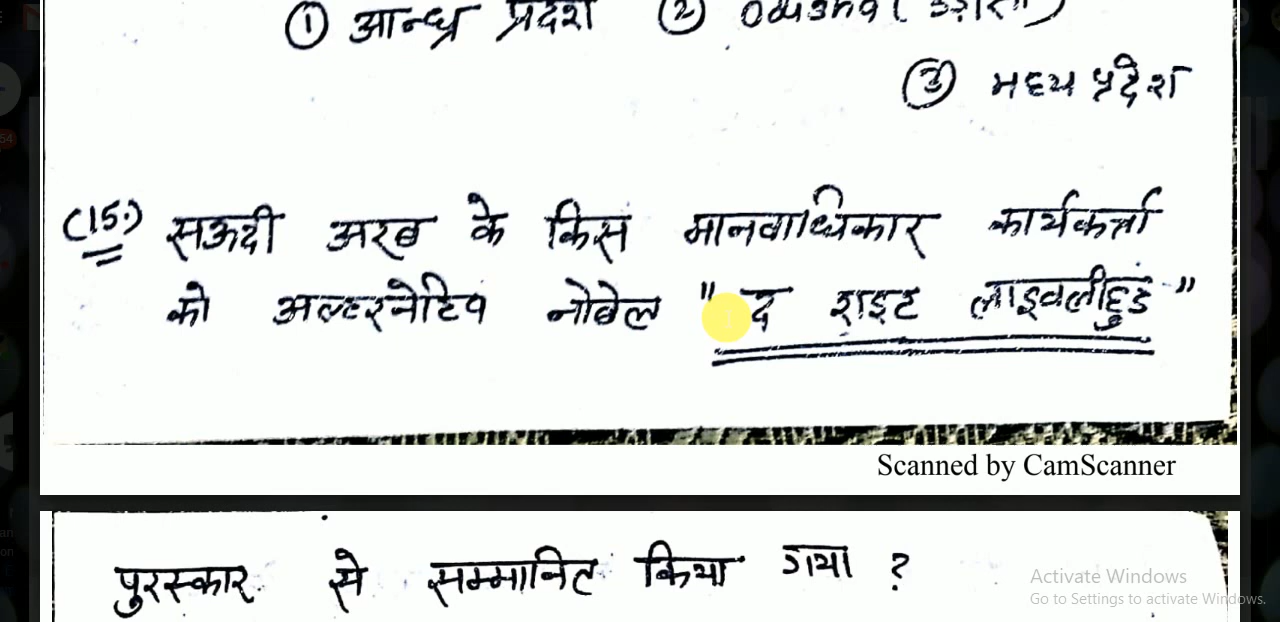 ① आन्ध्र प्रदेश ②
③ मध्य प्रदेश
(15.) सऊदी अरब के किस मानवाधिकार कार्यकर्त्ता
को अल्टरनेटिव नोबेल "द राइट लाइवलीहुड"
Scanned by CamScanner
पुरस्कार से सम्मानित किया गया ?
Activate Windows
Go to Settings to activate Windows.
54